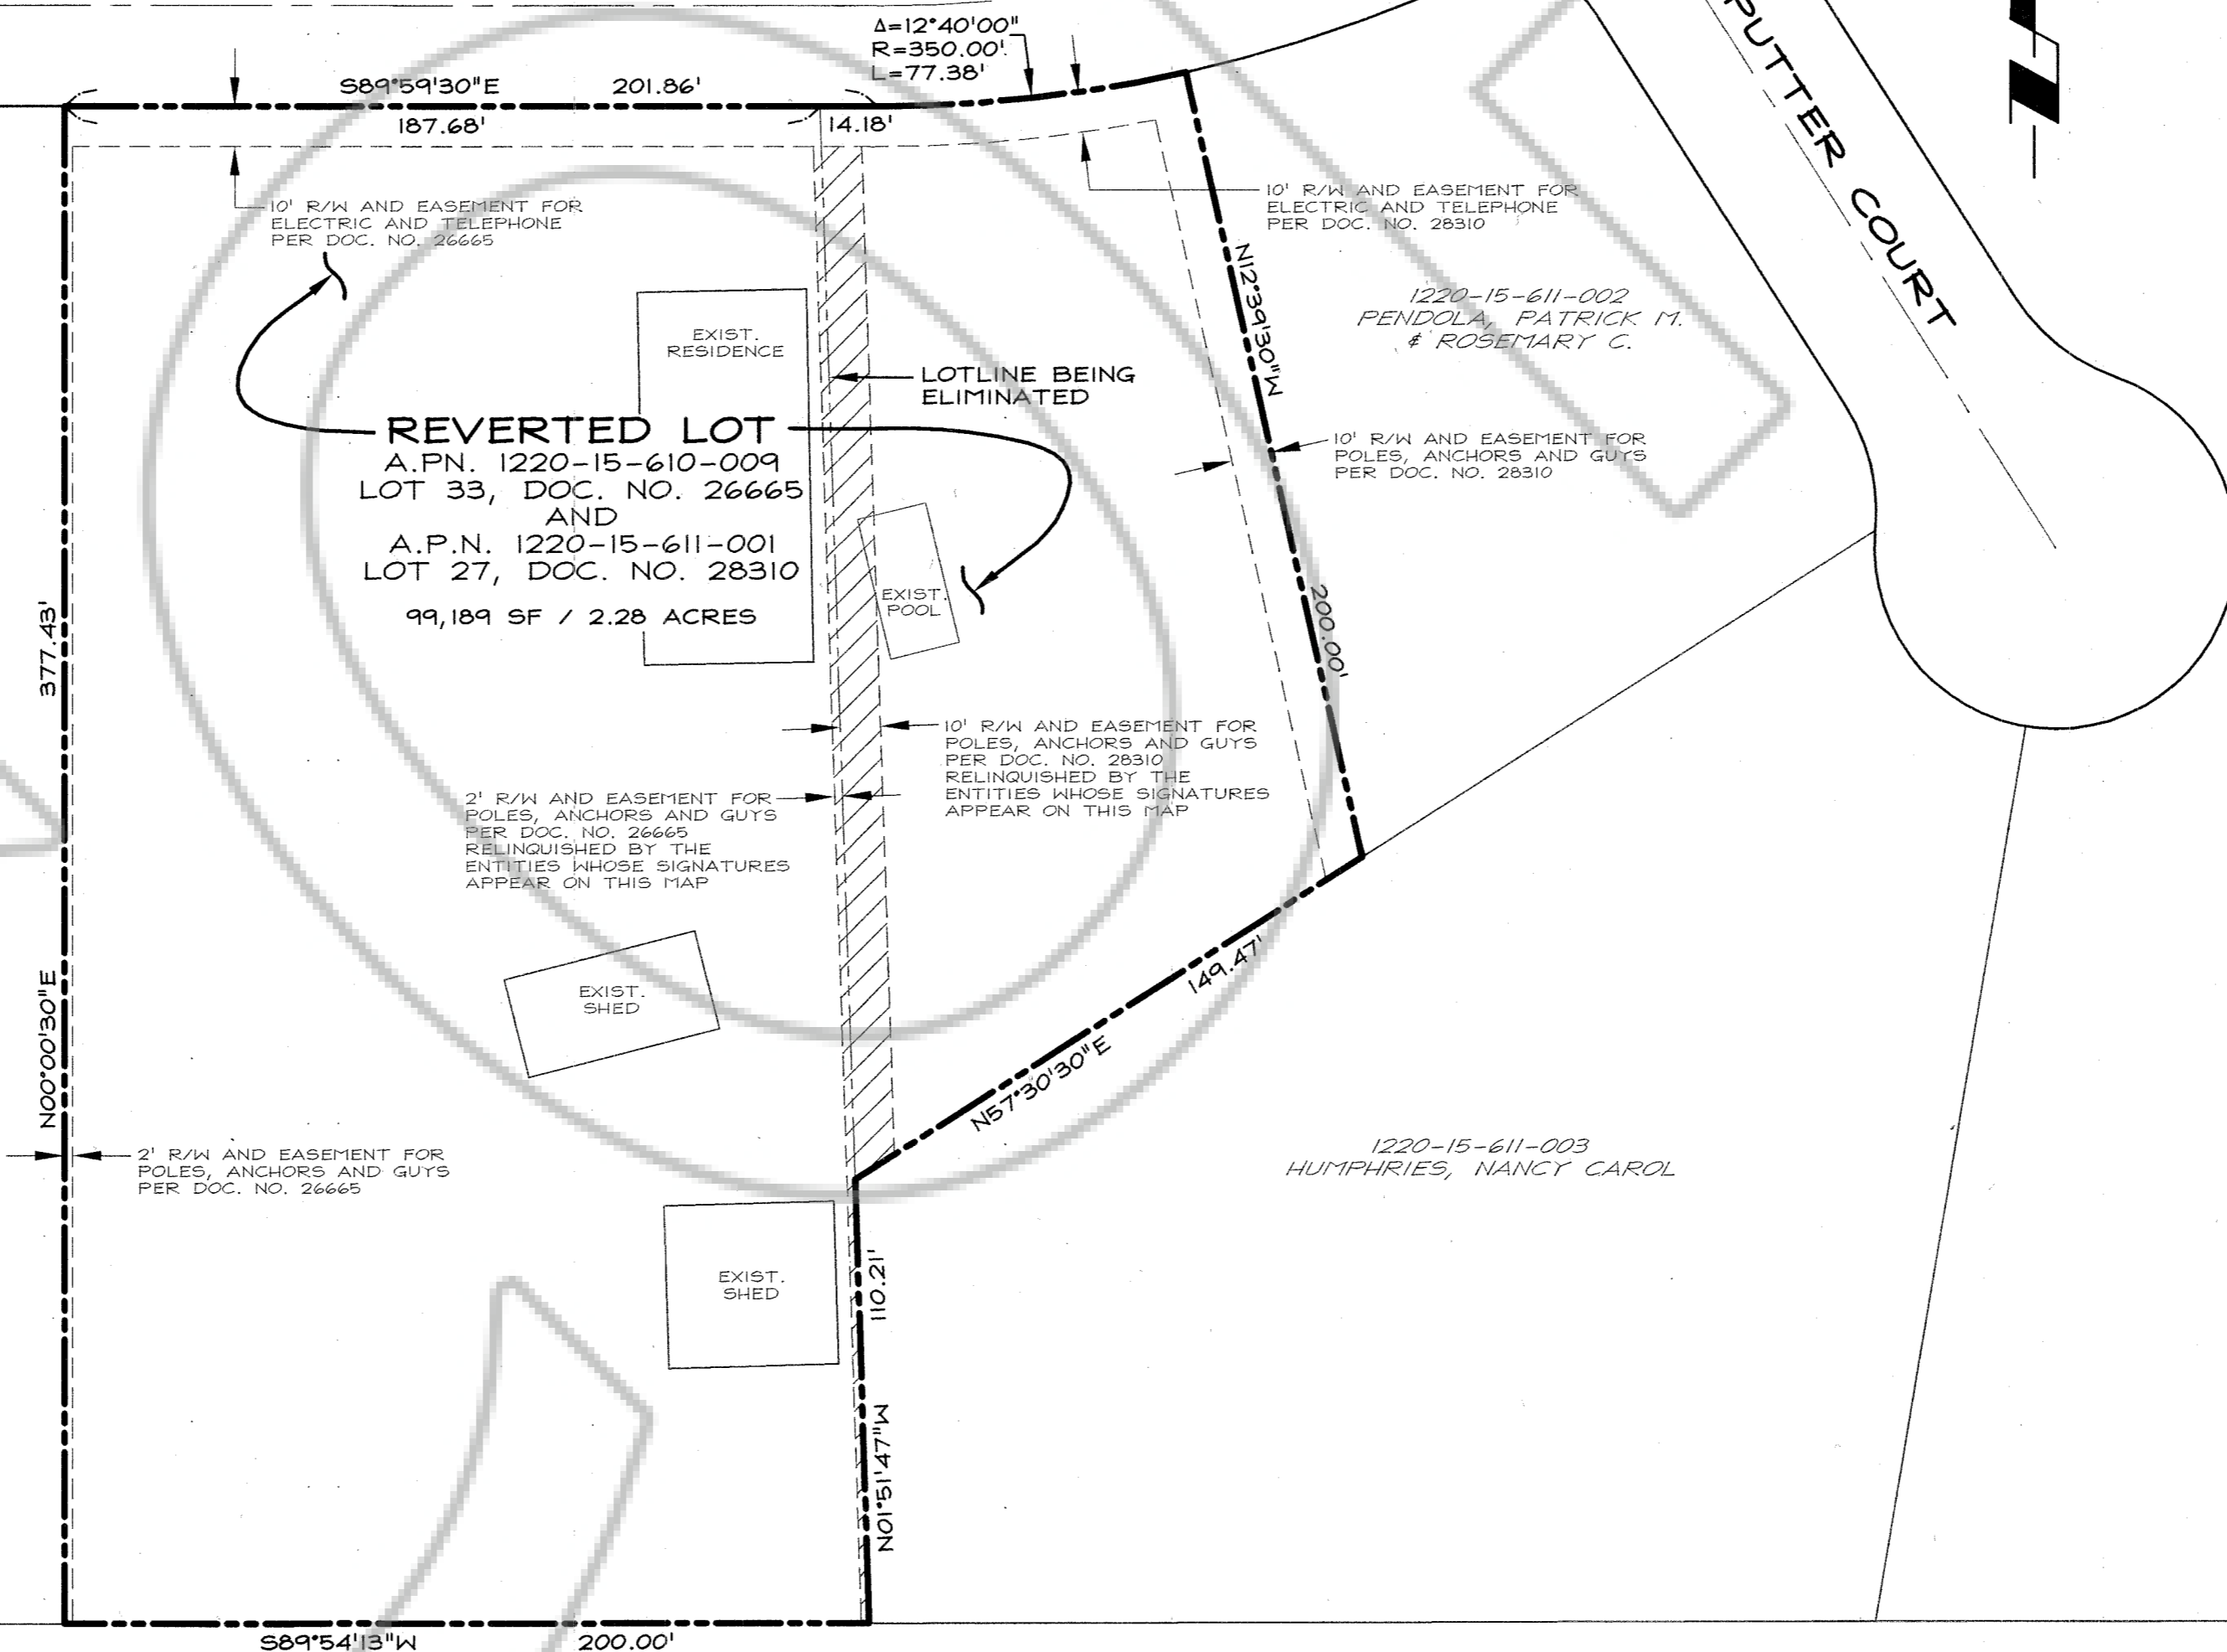 Δ=12°40'00"
R=350.00'
L=77.38'
S89°59'30"E 201.86'
187.68' 14.18'
PUTTER COURT
10' R/W AND EASEMENT FOR
ELECTRIC AND TELEPHONE
PER DOC. NO. 26665
10' R/W AND EASEMENT FOR
ELECTRIC AND TELEPHONE
PER DOC. NO. 28310
N12°39'30"W
200.00'
1220-15-611-002
PENDOLA, PATRICK M.
& ROSEMARY C.
EXIST.
RESIDENCE
LOTLINE BEING
ELIMINATED
REVERTED LOT
A.PN. 1220-15-610-009
LOT 33, DOC. NO. 26665
AND
A.P.N. 1220-15-611-001
LOT 27, DOC. NO. 28310
99,189 SF / 2.28 ACRES
10' R/W AND EASEMENT FOR
POLES, ANCHORS AND GUYS
PER DOC. NO. 28310
EXIST.
POOL
377.43'
N00°00'30"E
10' R/W AND EASEMENT FOR
POLES, ANCHORS AND GUYS
PER DOC. NO. 28310
RELINQUISHED BY THE
ENTITIES WHOSE SIGNATURES
APPEAR ON THIS MAP
2' R/W AND EASEMENT FOR
POLES, ANCHORS AND GUYS
PER DOC. NO. 26665
RELINQUISHED BY THE
ENTITIES WHOSE SIGNATURES
APPEAR ON THIS MAP
149.47'
N57°30'30"E
EXIST.
SHED
2' R/W AND EASEMENT FOR
POLES, ANCHORS AND GUYS
PER DOC. NO. 26665
1220-15-611-003
HUMPHRIES, NANCY CAROL
EXIST.
SHED
110.21'
N01°51'47"W
S89°54'13"W 200.00'